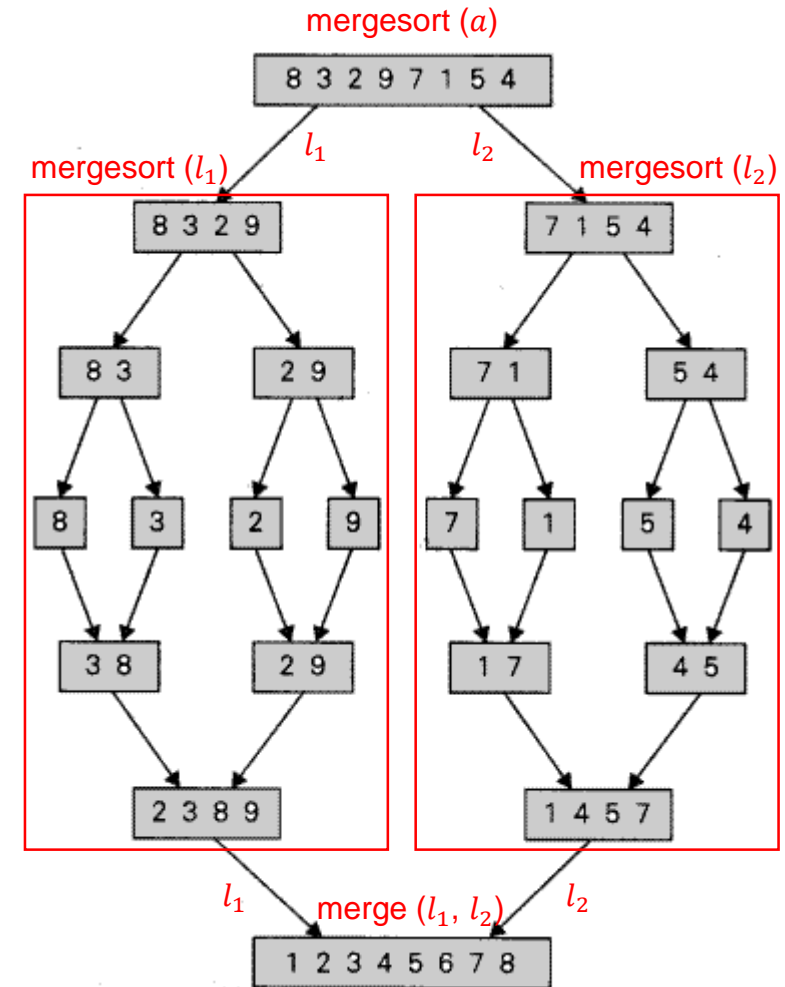 mergesort (a)
8 3 2 9 7 1 5 4
l₁ l₂
mergesort (l₁) mergesort (l₂)
8 3 2 9 7 1 5 4
8 3 2 9 7 1 5 4
8 3 2 9 7 1 5 4
3 8 2 9 1 7 4 5
2 3 8 9 1 4 5 7
l₁ merge (l₁, l₂) l₂
1 2 3 4 5 6 7 8